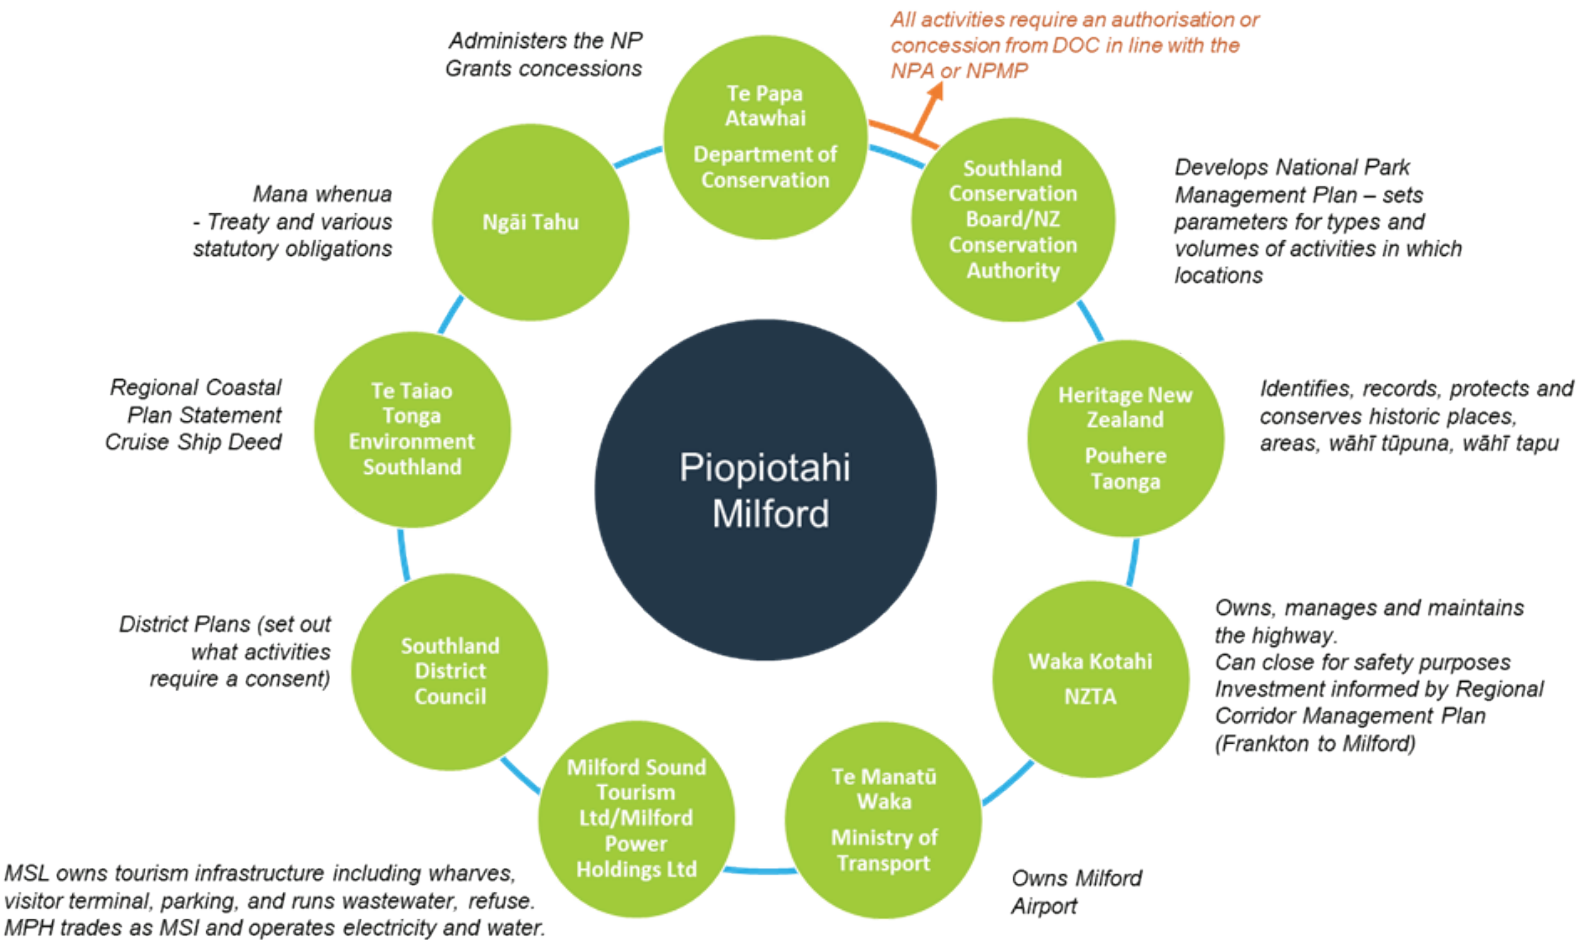 Administers the NP
Grants concessions
All activities require an authorisation or
concession from DOC in line with the
NPA or NPMP
Te Papa
Atawhai
Department of
Conservation
Southland
Conservation
Board/NZ
Conservation
Authority
Develops National Park
Management Plan – sets
parameters for types and
volumes of activities in which
locations
Mana whenua
- Treaty and various
statutory obligations
Ngāi Tahu
Regional Coastal
Plan Statement
Cruise Ship Deed
Te Taiao
Tonga
Environment
Southland
Piopiotahi
Milford
Heritage New
Zealand
Pouhere
Taonga
Identifies, records, protects and
conserves historic places,
areas, wāhī tūpuna, wāhī tapu
District Plans (set out
what activities
require a consent)
Southland
District
Council
Waka Kotahi
NZTA
Owns, manages and maintains
the highway.
Can close for safety purposes
Investment informed by Regional
Corridor Management Plan
(Frankton to Milford)
Milford Sound
Tourism
Ltd/Milford
Power
Holdings Ltd
Te Manatū
Waka
Ministry of
Transport
MSL owns tourism infrastructure including wharves,
visitor terminal, parking, and runs wastewater, refuse.
MPH trades as MSI and operates electricity and water.
Owns Milford
Airport